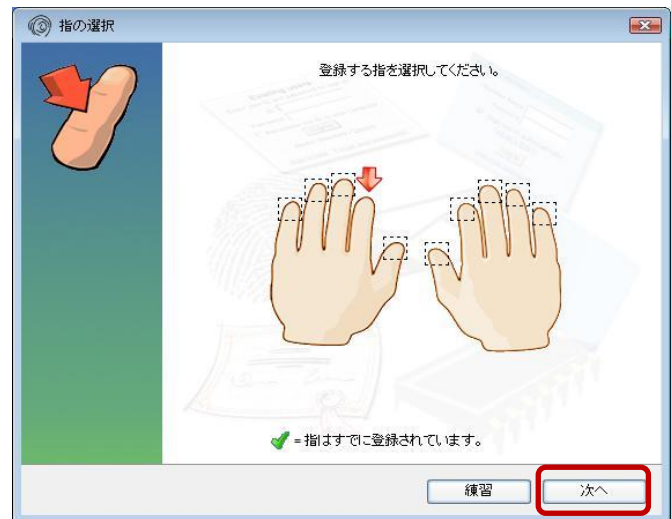 指の選択
登録する指を選択してください。
=指はすでに登録されています。
練習
次へ